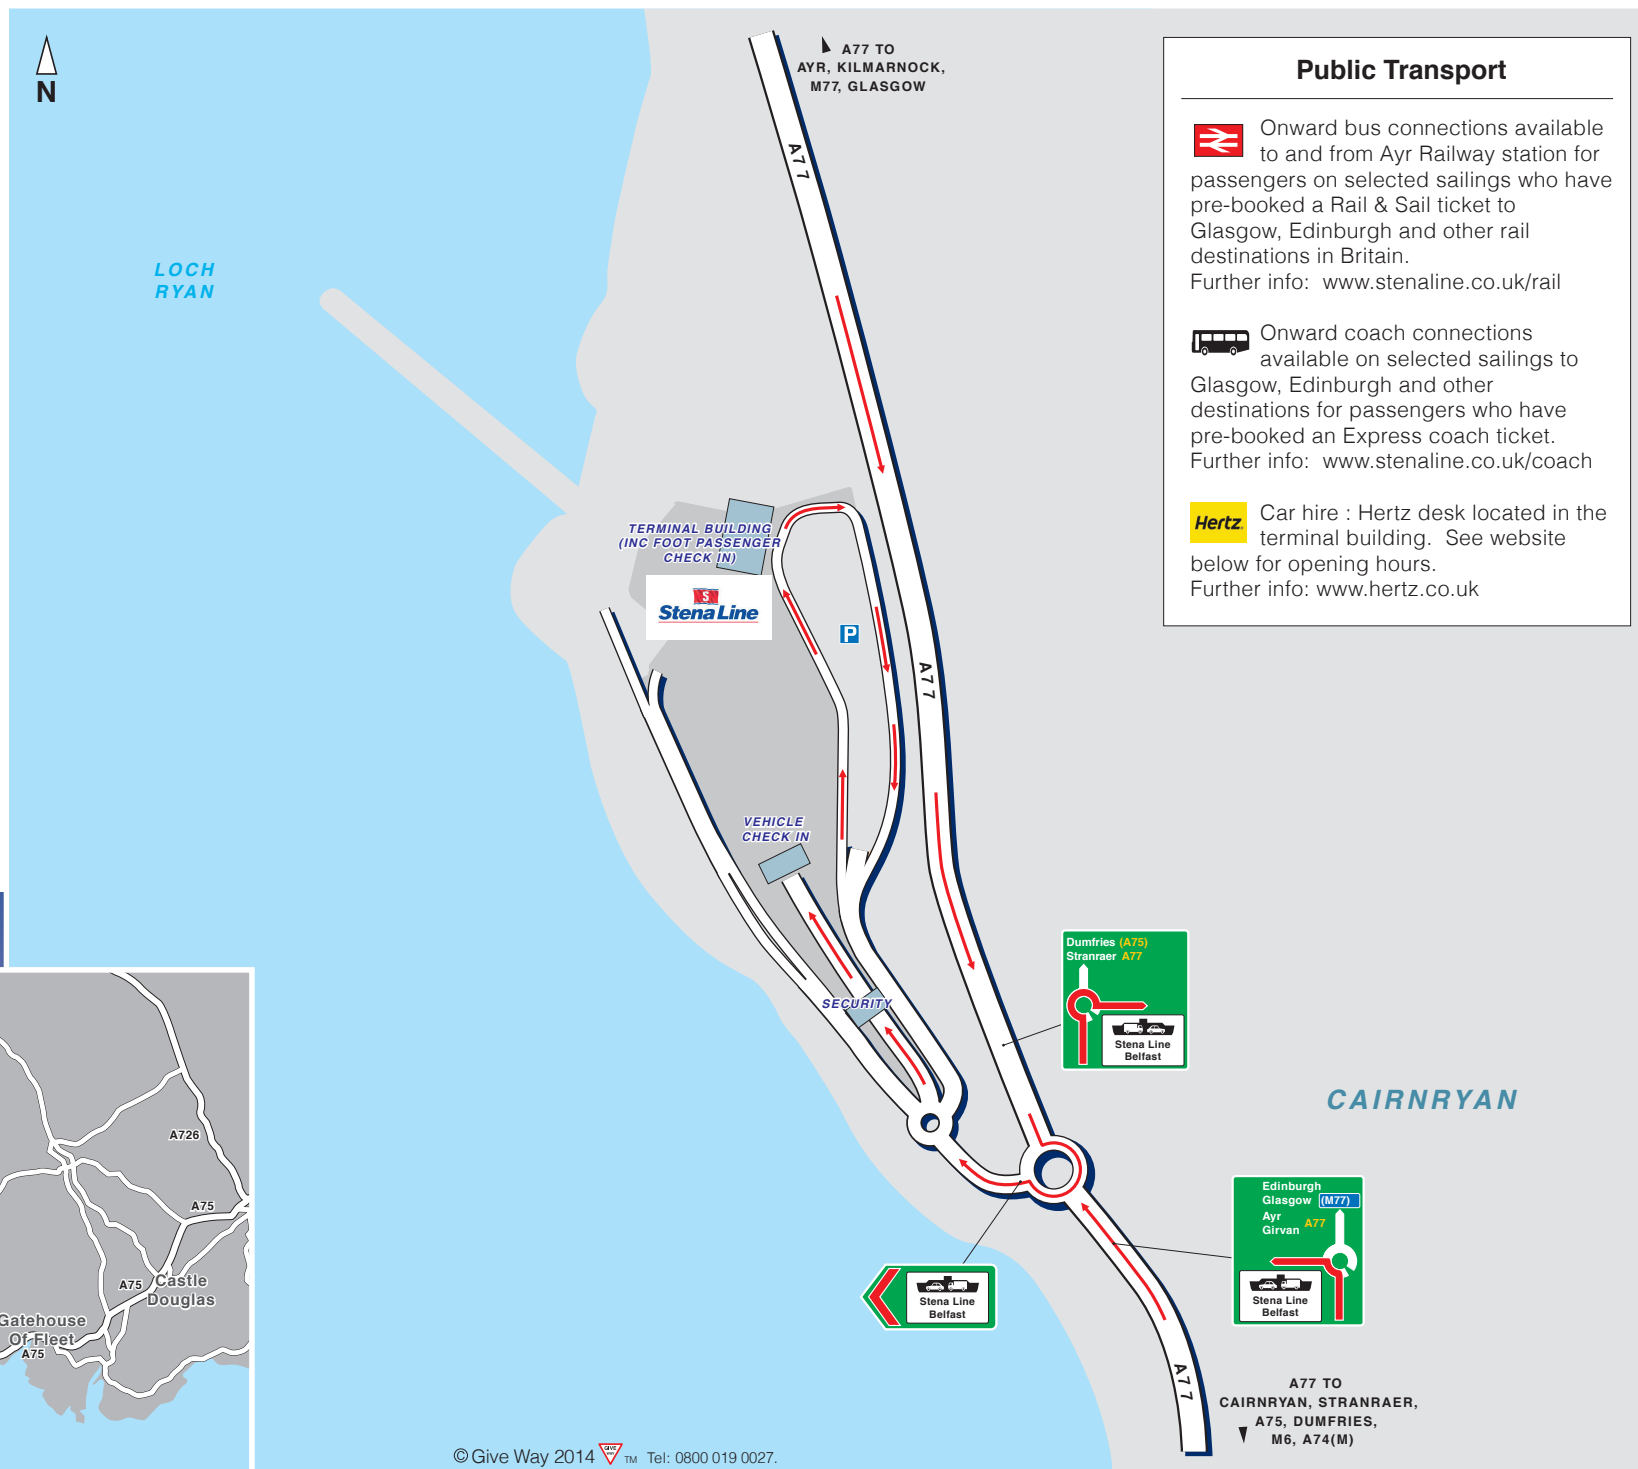 N
A77 TO
AYR, KILMARNOCK,
M77, GLASGOW
A77
LOCH
RYAN
Public Transport
Onward bus connections available
to and from Ayr Railway station for
passengers on selected sailings who have
pre-booked a Rail & Sail ticket to
Glasgow, Edinburgh and other rail
destinations in Britain.
Further info: www.stenaline.co.uk/rail
Onward coach connections
available on selected sailings to
Glasgow, Edinburgh and other
destinations for passengers who have
pre-booked an Express coach ticket.
Further info: www.stenaline.co.uk/coach
Hertz.
Car hire : Hertz desk located in the
terminal building. See website
below for opening hours.
Further info: www.hertz.co.uk
TERMINAL BUILDING
(INC FOOT PASSENGER
CHECK IN)
S
Stena Line
P
A77
VEHICLE
CHECK IN
SECURITY
Dumfries (A75)
Stranraer A77
Stena Line
Belfast
CAIRNRYAN
Edinburgh
Glasgow (M77)
Ayr
Girvan A77
Stena Line
Belfast
Stena Line
Belfast
A77
A77 TO
CAIRNRYAN, STRANRAER,
A75, DUMFRIES,
M6, A74(M)
A726
A75
A75
Castle
Douglas
Gatehouse
Of Fleet
A75
© Give Way 2014 GIVE WAY TM Tel: 0800 019 0027.